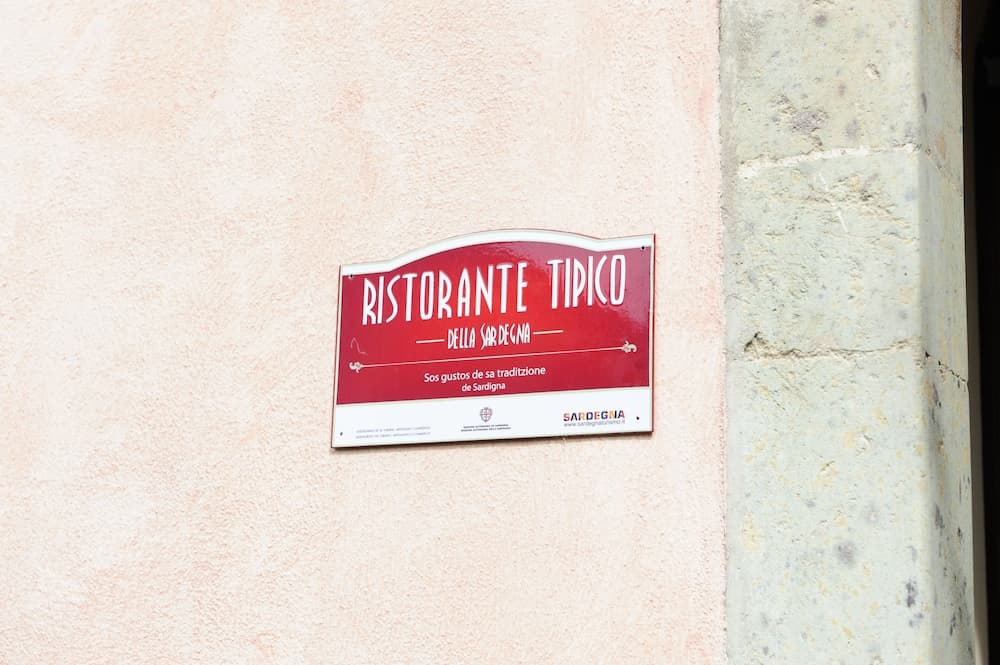 RISTORANTE TIPICO
DELLA SARDEGNA
Sos gustos de sa traditzione
de Sardigna
SARDEGNA
www.sardegnaturismo.it